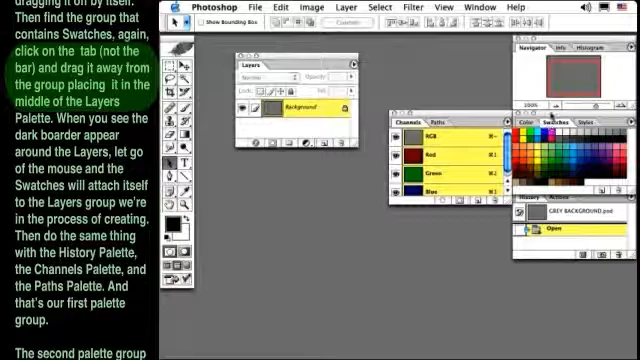 dragging it on by itself.
Then find the group that
contains Swatches, again,
click on the tab (not the
bar) and drag it away from
the group placing it in the
middle of the Layers
Palette. When you see the
dark boarder appear
around the Layers, let go
of the mouse and the
Swatches will attach itself
to the Layers group we're
in the process of creating.
Then do the same thing
with the History Palette,
the Channels Palette, and
the Paths Palette. And
that's our first palette
group.
The second palette group
Photoshop File Edit Image Layer Select Filter View Window Help
Show Bounding Box
Layers
Normal Opacity:
Lock: Fill:
Background
Channels Paths
RGB
Red
Green
Blue
Navigator Info Histogram
100%
Color Swatches Styles
History Actions
GREY BACKGROUND.psd
Open